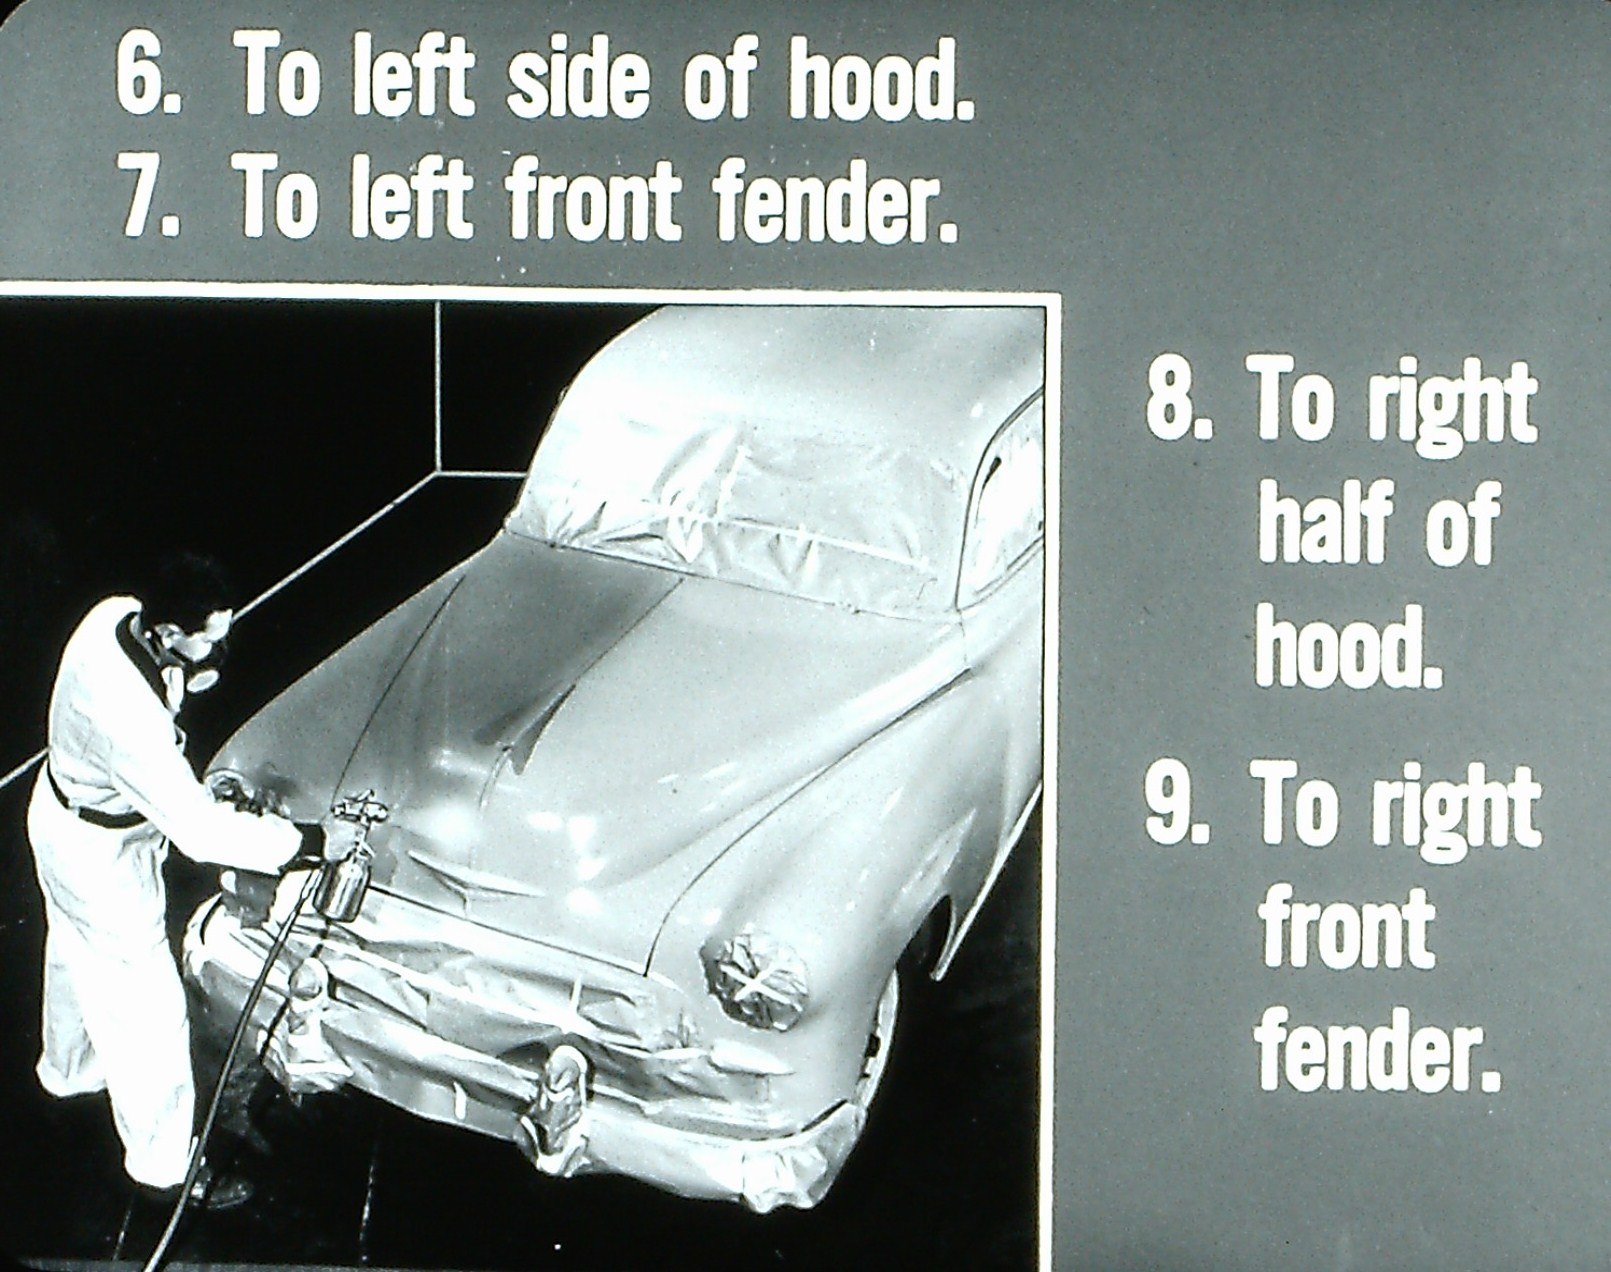 6. To left side of hood.
7. To left front fender.
8. To right
half of
hood.
9. To right
front
fender.